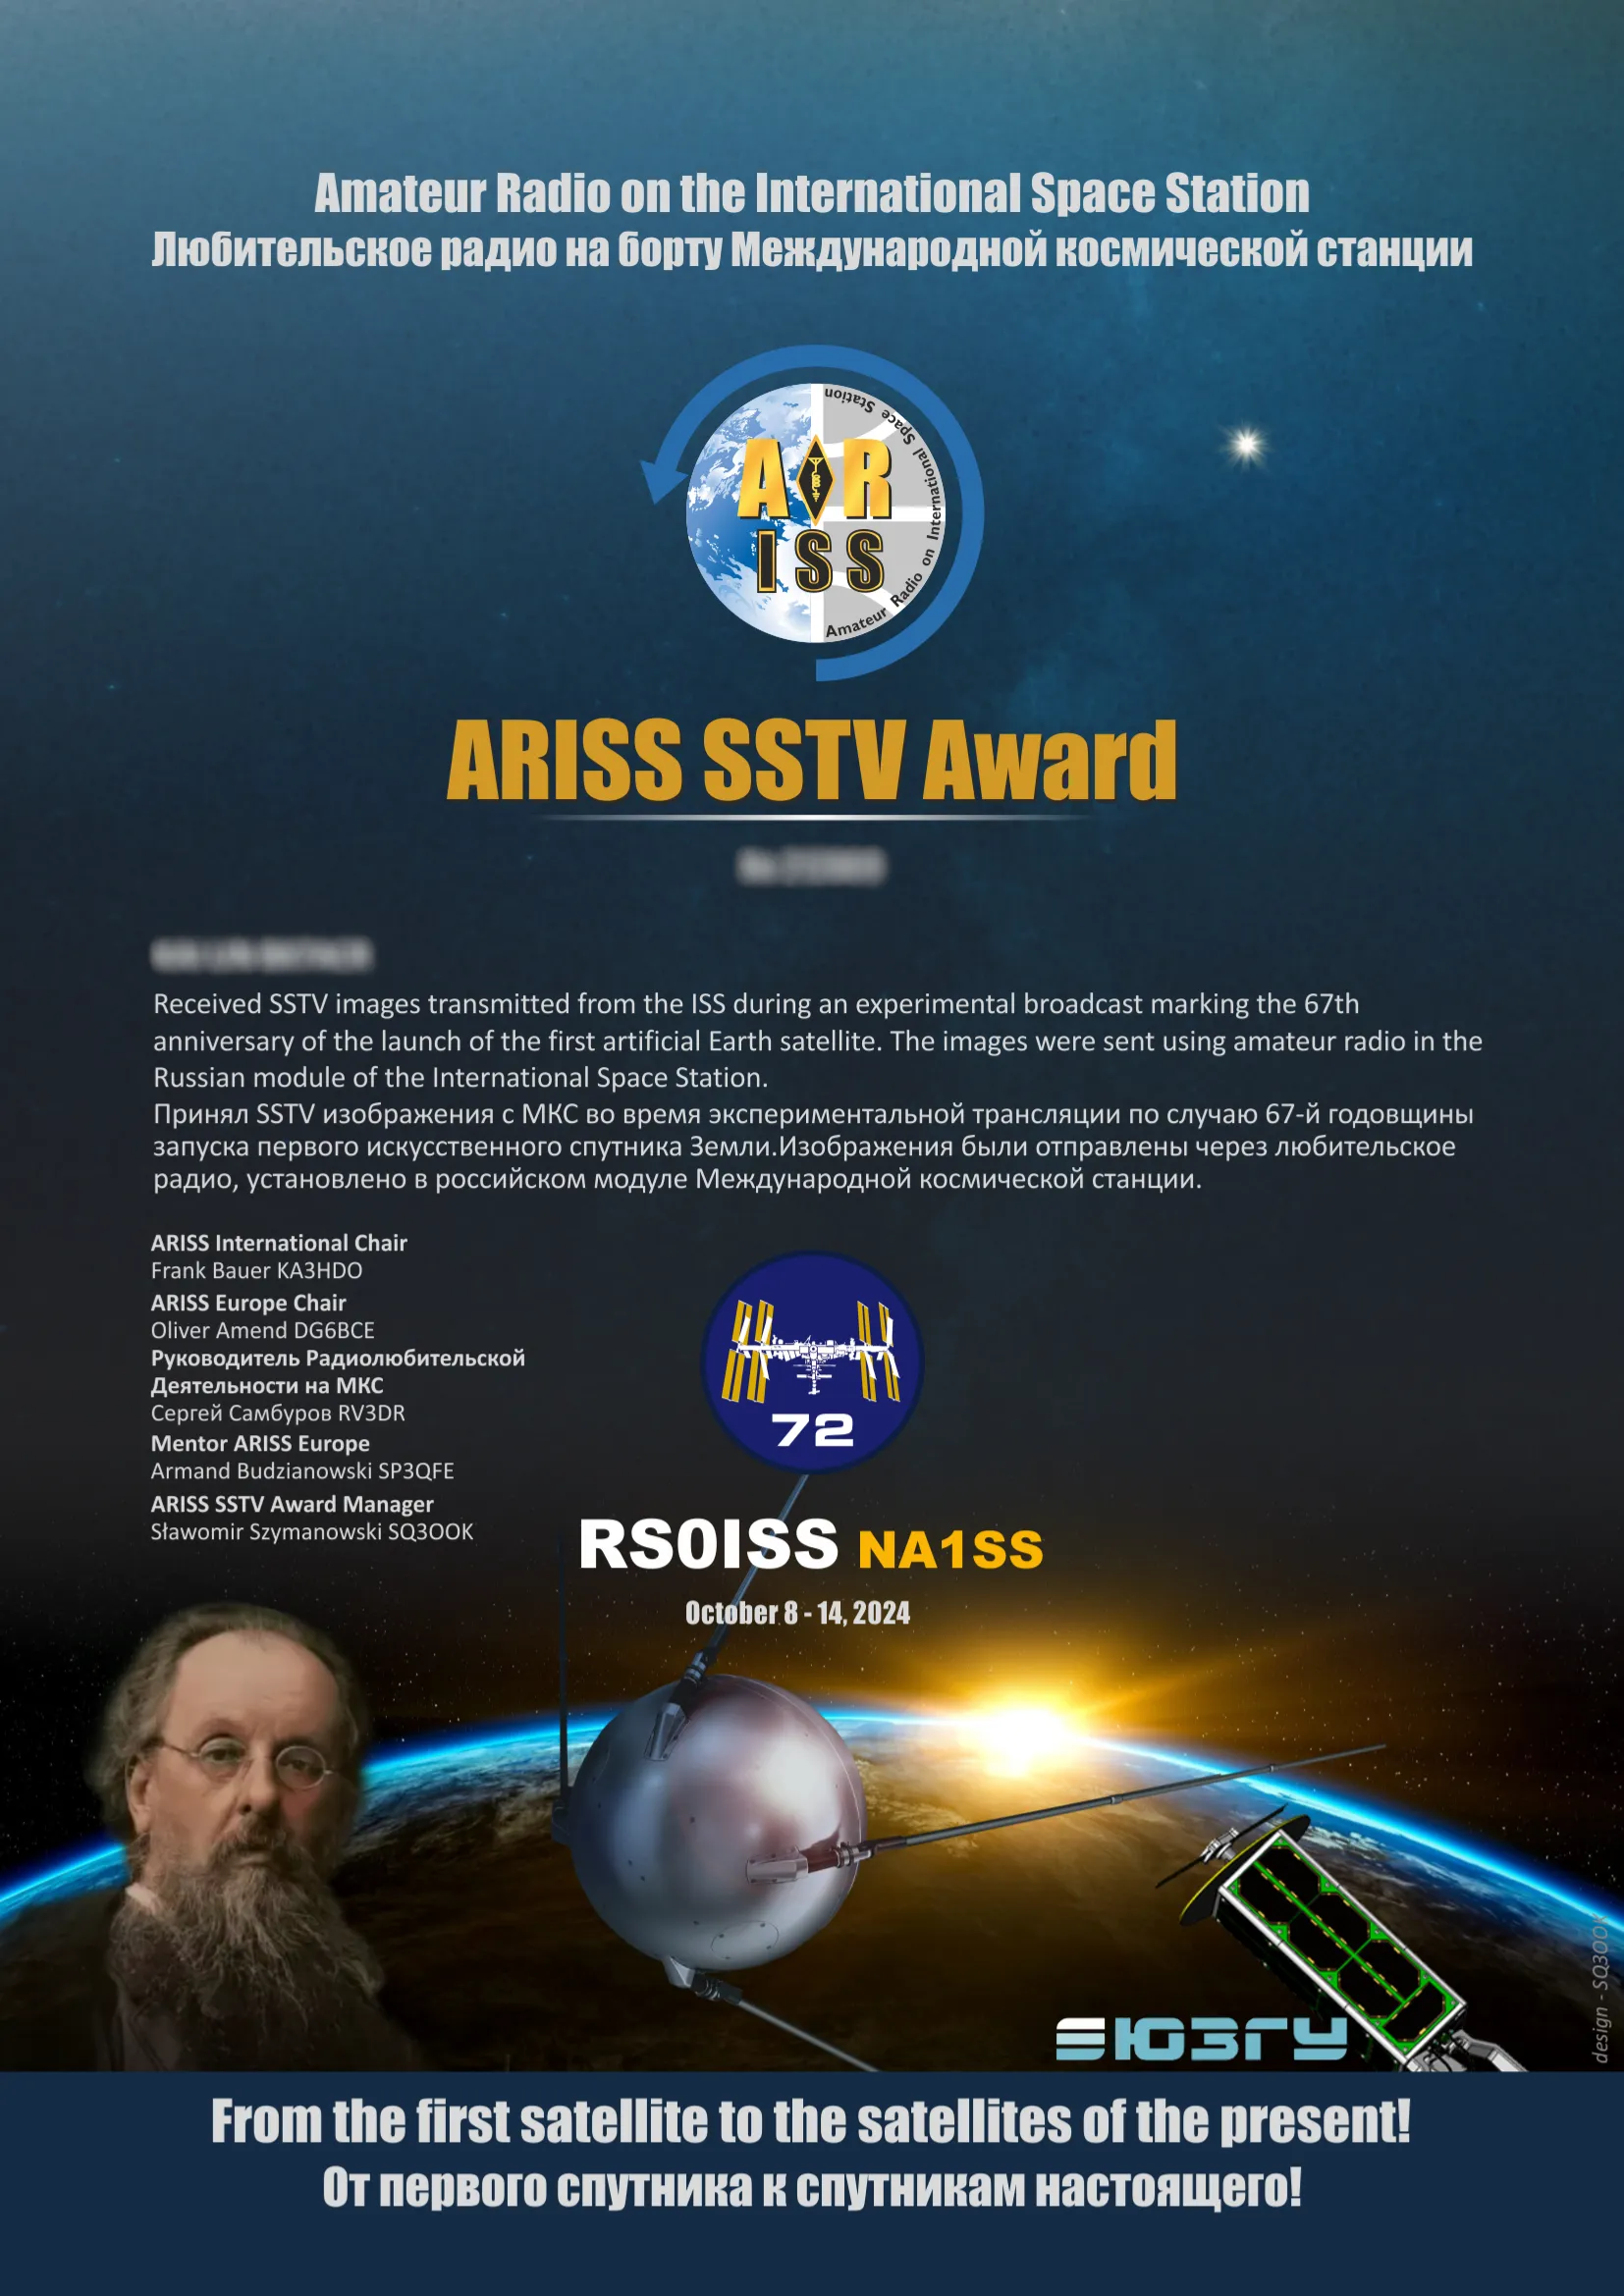 Amateur Radio on the International Space Station
Любительское радио на борту Международной космической станции
A R
ISS
Amateur Radio on International Space Station
ARISS SSTV Award
Received SSTV images transmitted from the ISS during an experimental broadcast marking the 67th
anniversary of the launch of the first artificial Earth satellite. The images were sent using amateur radio in the
Russian module of the International Space Station.
Принял SSTV изображения с МКС во время экспериментальной трансляции по случаю 67-й годовщины
запуска первого искусственного спутника Земли.Изображения были отправлены через любительское
радио, установлено в российском модуле Международной космической станции.
ARISS International Chair
Frank Bauer KA3HDO
ARISS Europe Chair
Oliver Amend DG6BCE
Руководитель Радиолюбительской
Деятельности на МКС
Сергей Самбуров RV3DR
Mentor ARISS Europe
Armand Budzianowski SP3QFE
ARISS SSTV Award Manager
Sławomir Szymanowski SQ3OOK
72
RS0ISS NA1SS
October 8 - 14, 2024
ЮЗГУ
design - SQ3OOK
From the first satellite to the satellites of the present!
От первого спутника к спутникам настоящего!